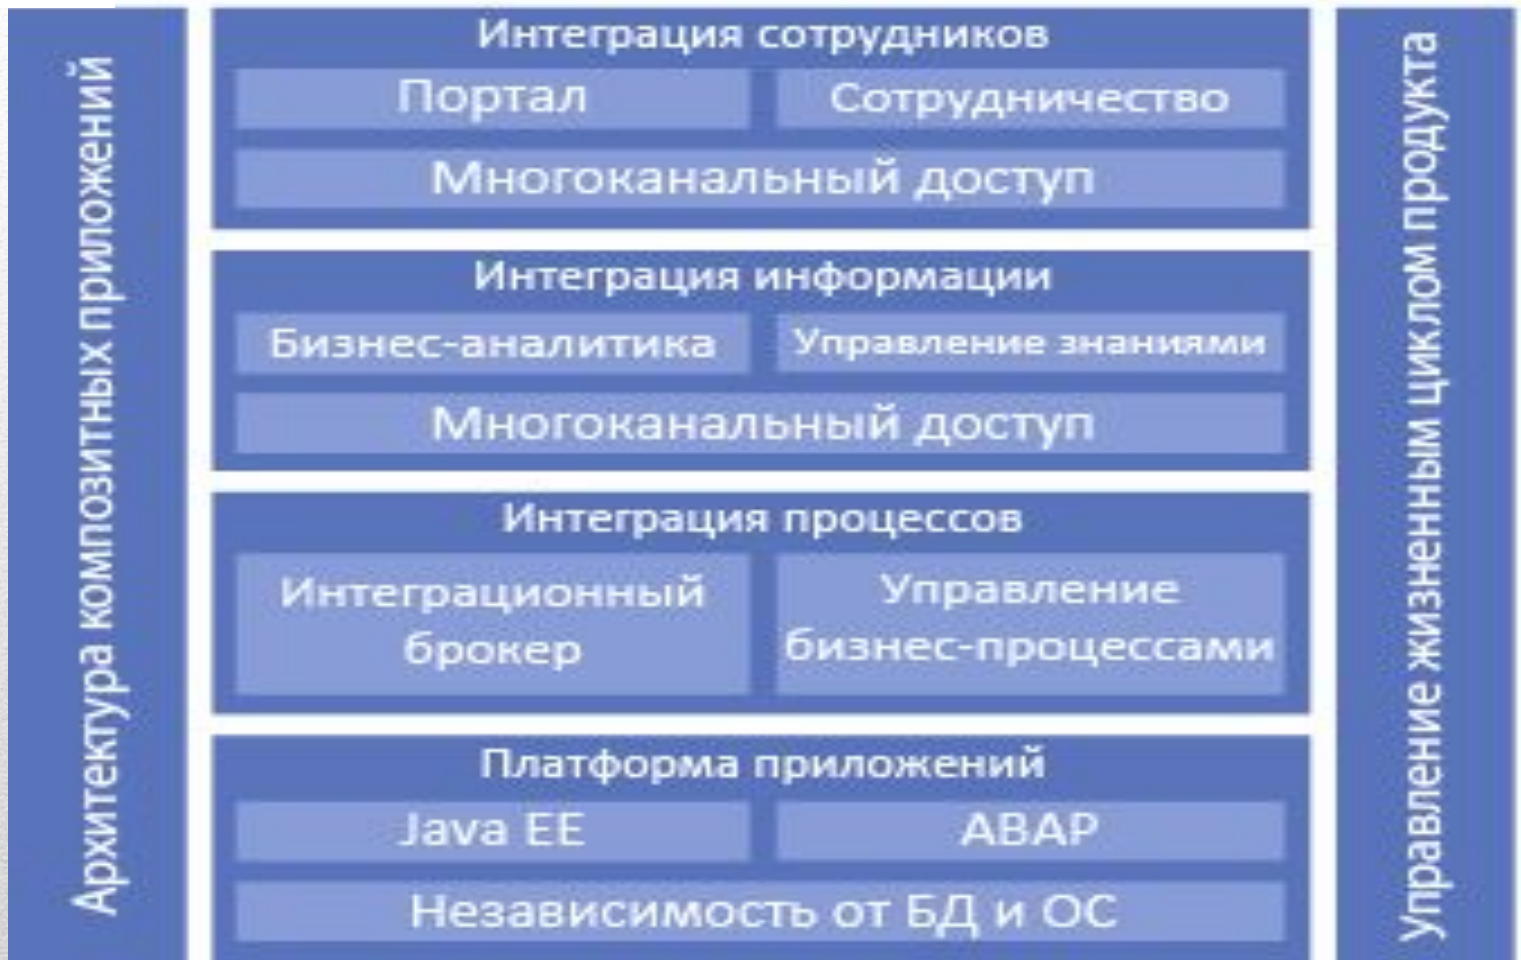 Архитектура композитных приложений
Интеграция сотрудников
Портал
Сотрудничество
Многоканальный доступ
Интеграция информации
Бизнес-аналитика
Управление знаниями
Многоканальный доступ
Интеграция процессов
Интеграционный
брокер
Управление
бизнес-процессами
Платформа приложений
Java EE
ABAP
Независимость от БД и ОС
Управление жизненным циклом продукта